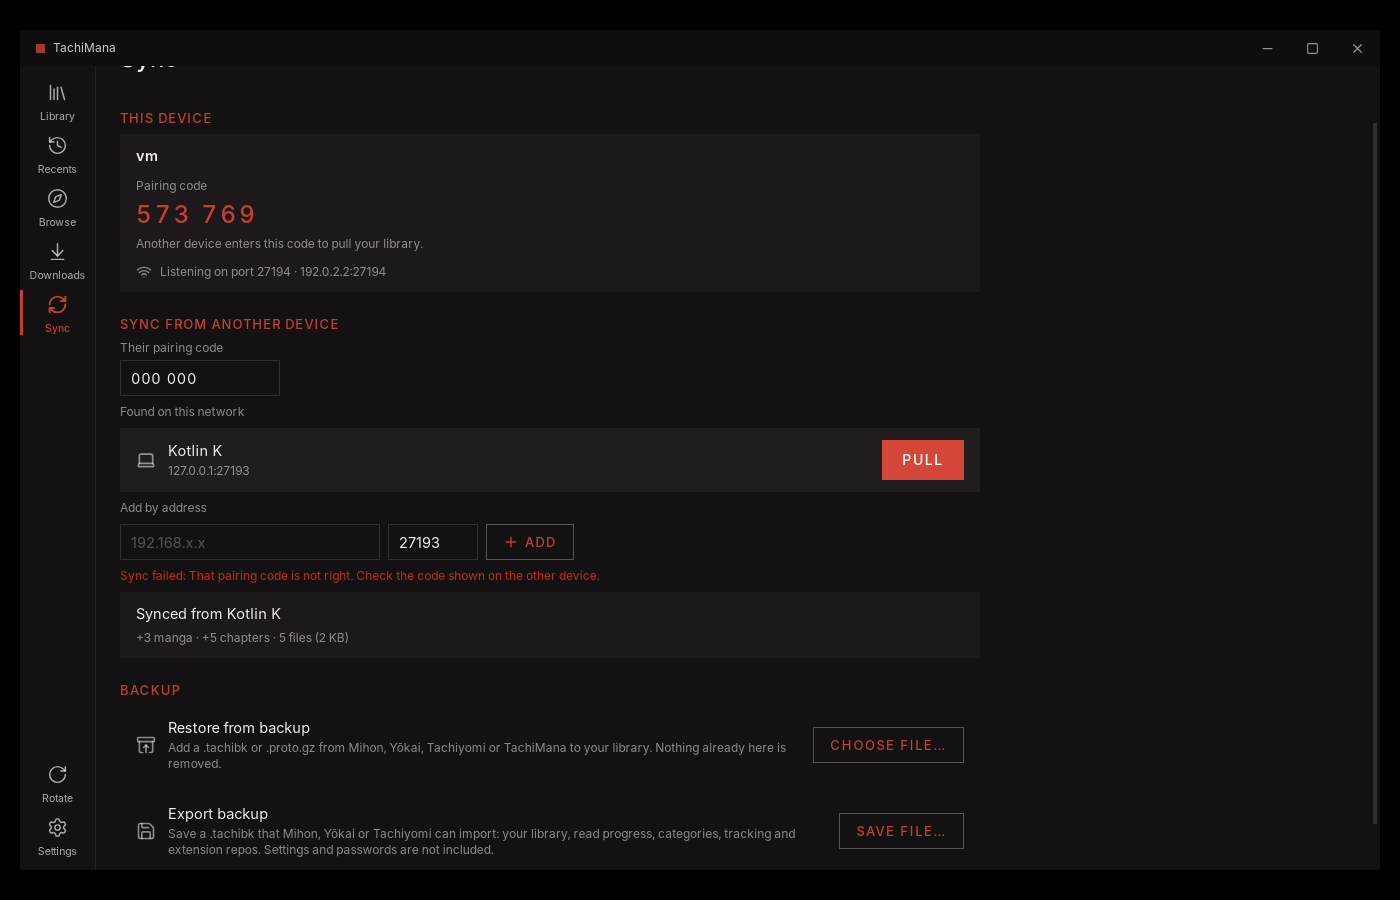 TachiMana
Sync
Library
Recents
Browse
Downloads
Sync
Rotate
Settings
THIS DEVICE
vm
Pairing code
573 769
Another device enters this code to pull your library.
Listening on port 27194 · 192.0.2.2:27194
SYNC FROM ANOTHER DEVICE
Their pairing code
000 000
Found on this network
Kotlin K
127.0.0.1:27193
PULL
Add by address
192.168.x.x
27193
ADD
Sync failed: That pairing code is not right. Check the code shown on the other device.
Synced from Kotlin K
+3 manga · +5 chapters · 5 files (2 KB)
BACKUP
Restore from backup
Add a .tachibk or .proto.gz from Mihon, Yōkai, Tachiyomi or TachiMana to your library. Nothing already here is
removed.
CHOOSE FILE…
Export backup
Save a .tachibk that Mihon, Yōkai or Tachiyomi can import: your library, read progress, categories, tracking and
extension repos. Settings and passwords are not included.
SAVE FILE…